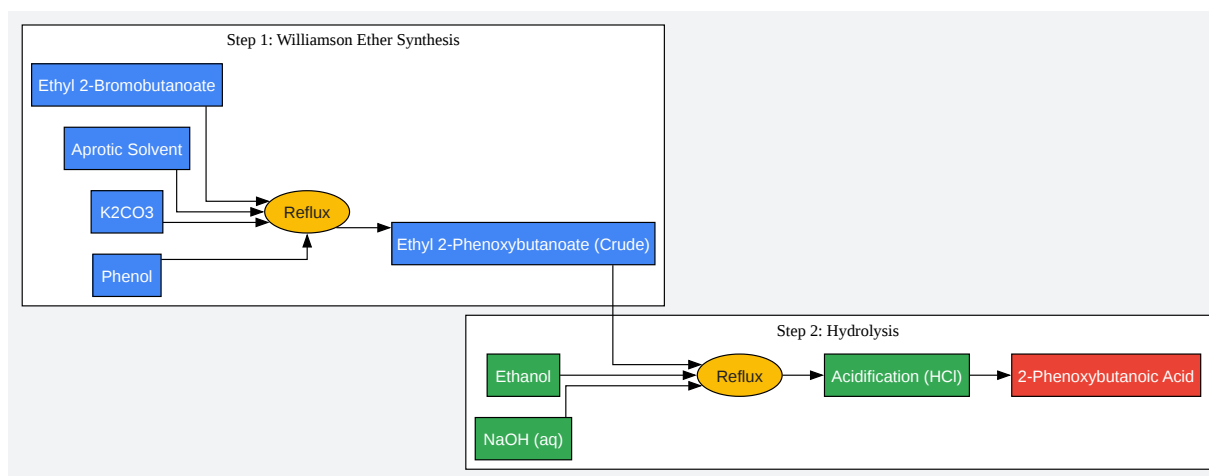 Step 1: Williamson Ether Synthesis
Ethyl 2-Bromobutanoate
Aprotic Solvent
K2CO3
Reflux
Phenol
Ethyl 2-Phenoxybutanoate (Crude)
Step 2: Hydrolysis
Ethanol
Reflux
Acidification (HCl)
2-Phenoxybutanoic Acid
NaOH (aq)